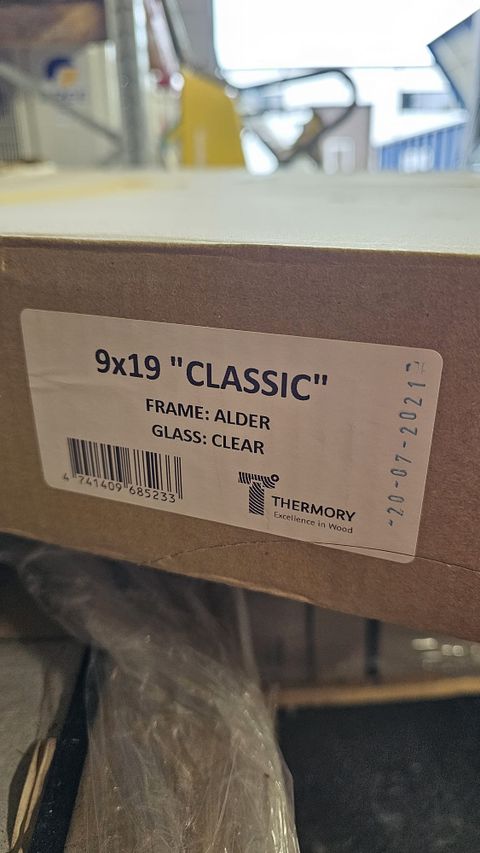 9x19 "CLASSIC"
FRAME: ALDER
GLASS: CLEAR
4 741409 685233
THERMORY
Excellence in Wood
-20-07-2021